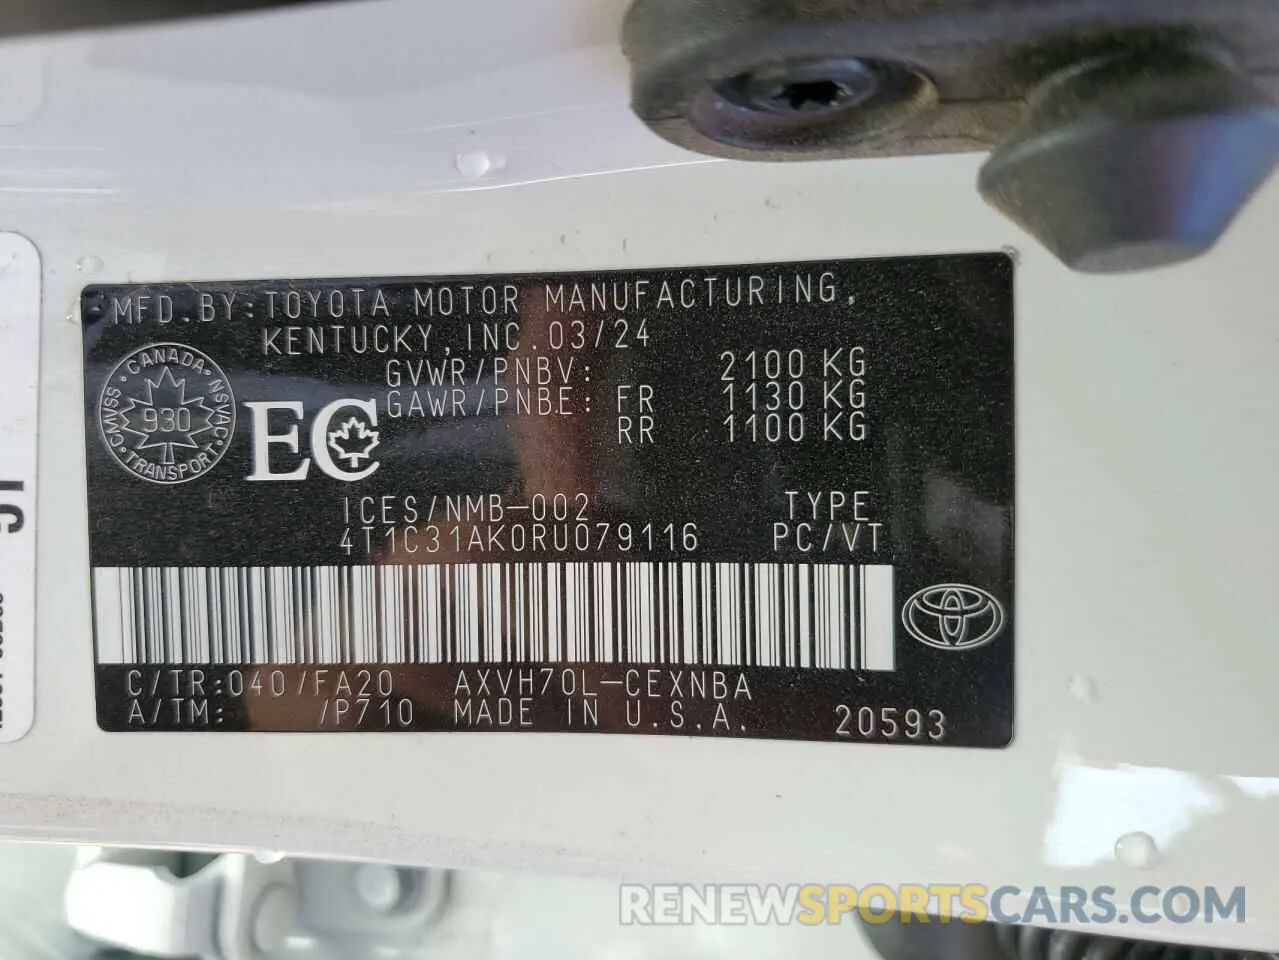 MFD.BY:TOYOTA MOTOR MANUFACTURING,
KENTUCKY,INC.03/24
GVWR/PNBV: 2100 KG
GAWR/PNBE: FR 1130 KG
RR 1100 KG
CANADA
CMVSS NSVAC
930
TRANSPORT
EC
ICES/NMB-002 TYPE
4T1C31AK0RU079116 PC/VT
C/TR:040/FA20 AXVH70L-CEXNBA
A/TM: /P710 MADE IN U.S.A. 20593
RENEWSPORTSCARS.COM